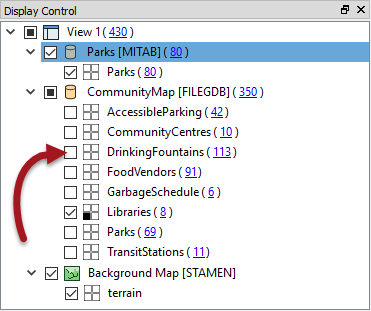 Display Control
View 1 ( 430)
Parks [MITAB] ( 80)
Parks ( 80)
CommunityMap [FILEGDB] ( 350)
AccessibleParking ( 42)
CommunityCentres ( 10)
DrinkingFountains ( 113)
FoodVendors ( 91)
GarbageSchedule ( 6)
Libraries ( 8)
Parks ( 69)
TransitStations ( 11)
Background Map [STAMEN]
terrain